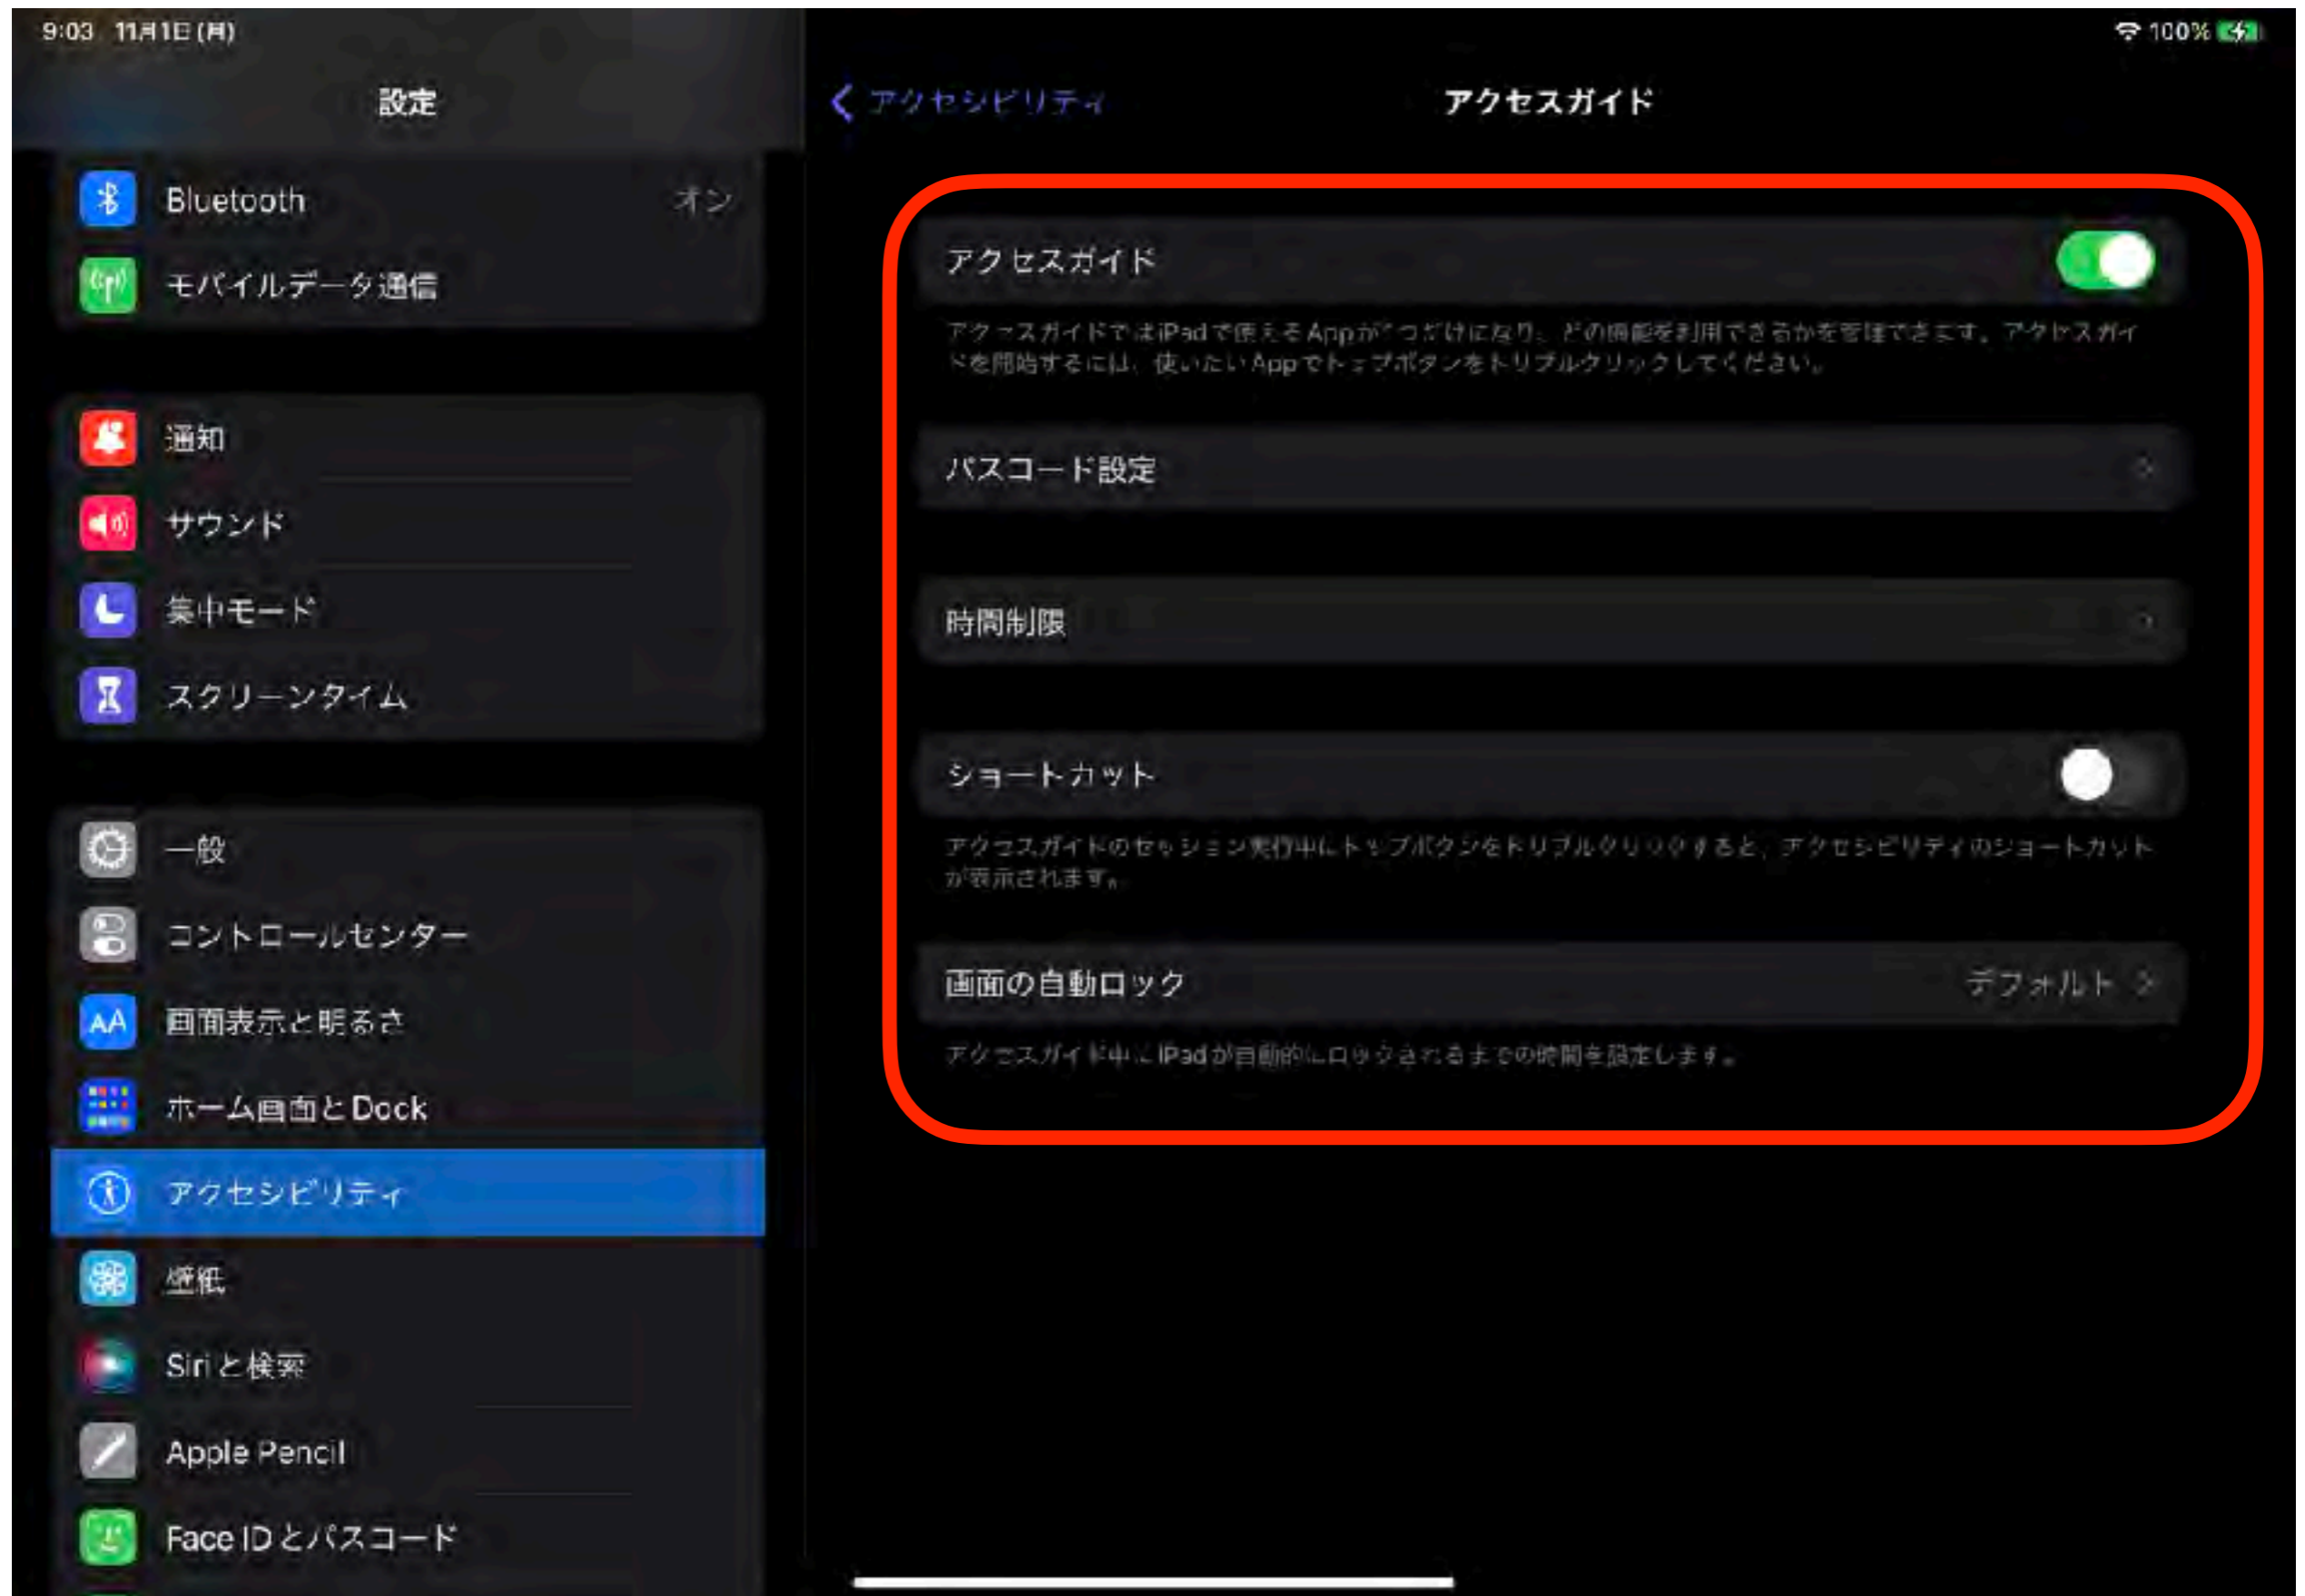 9:03 11月1日(月)
100%
設定
アクセシビリティ
アクセスガイド
Bluetooth オン
モバイルデータ通信
通知
サウンド
集中モード
スクリーンタイム
一般
コントロールセンター
画面表示と明るさ
ホーム画面とDock
アクセシビリティ
壁紙
Siriと検索
Apple Pencil
Face IDとパスコード
アクセスガイド
アクセスガイドではiPadで使えるAppが1つだけになり、どの機能を利用できるかを管理できます。アクセスガイ
ドを開始するには、使いたいAppでトップボタンをトリプルクリックしてください。
パスコード設定
時間制限
ショートカット
アクセスガイドのセッション実行中にトップボタンをトリプルクリックすると、アクセシビリティのショートカット
が表示されます。
画面の自動ロック デフォルト
アクセスガイド中にiPadが自動的にロックされるまでの時間を設定します。